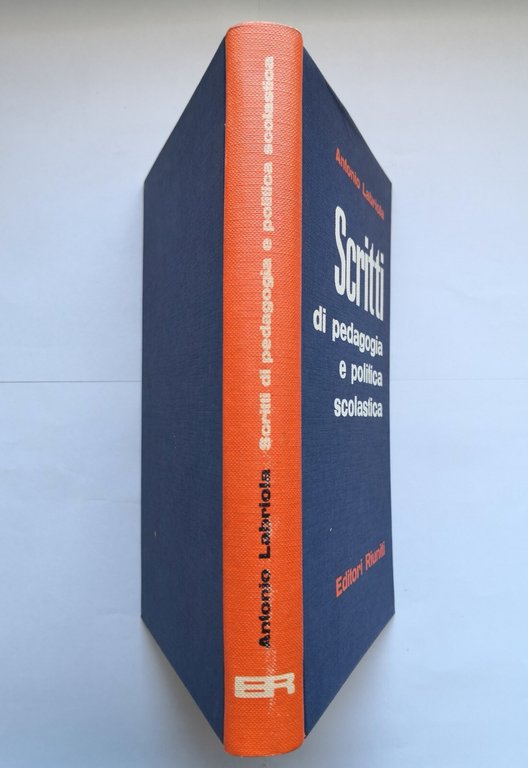 Antonio Labriola Scritti di pedagogia e politica scolastica
ER
Antonio Labriola
Scritti
di pedagogia
e politica
scolastica
Editori Riuniti